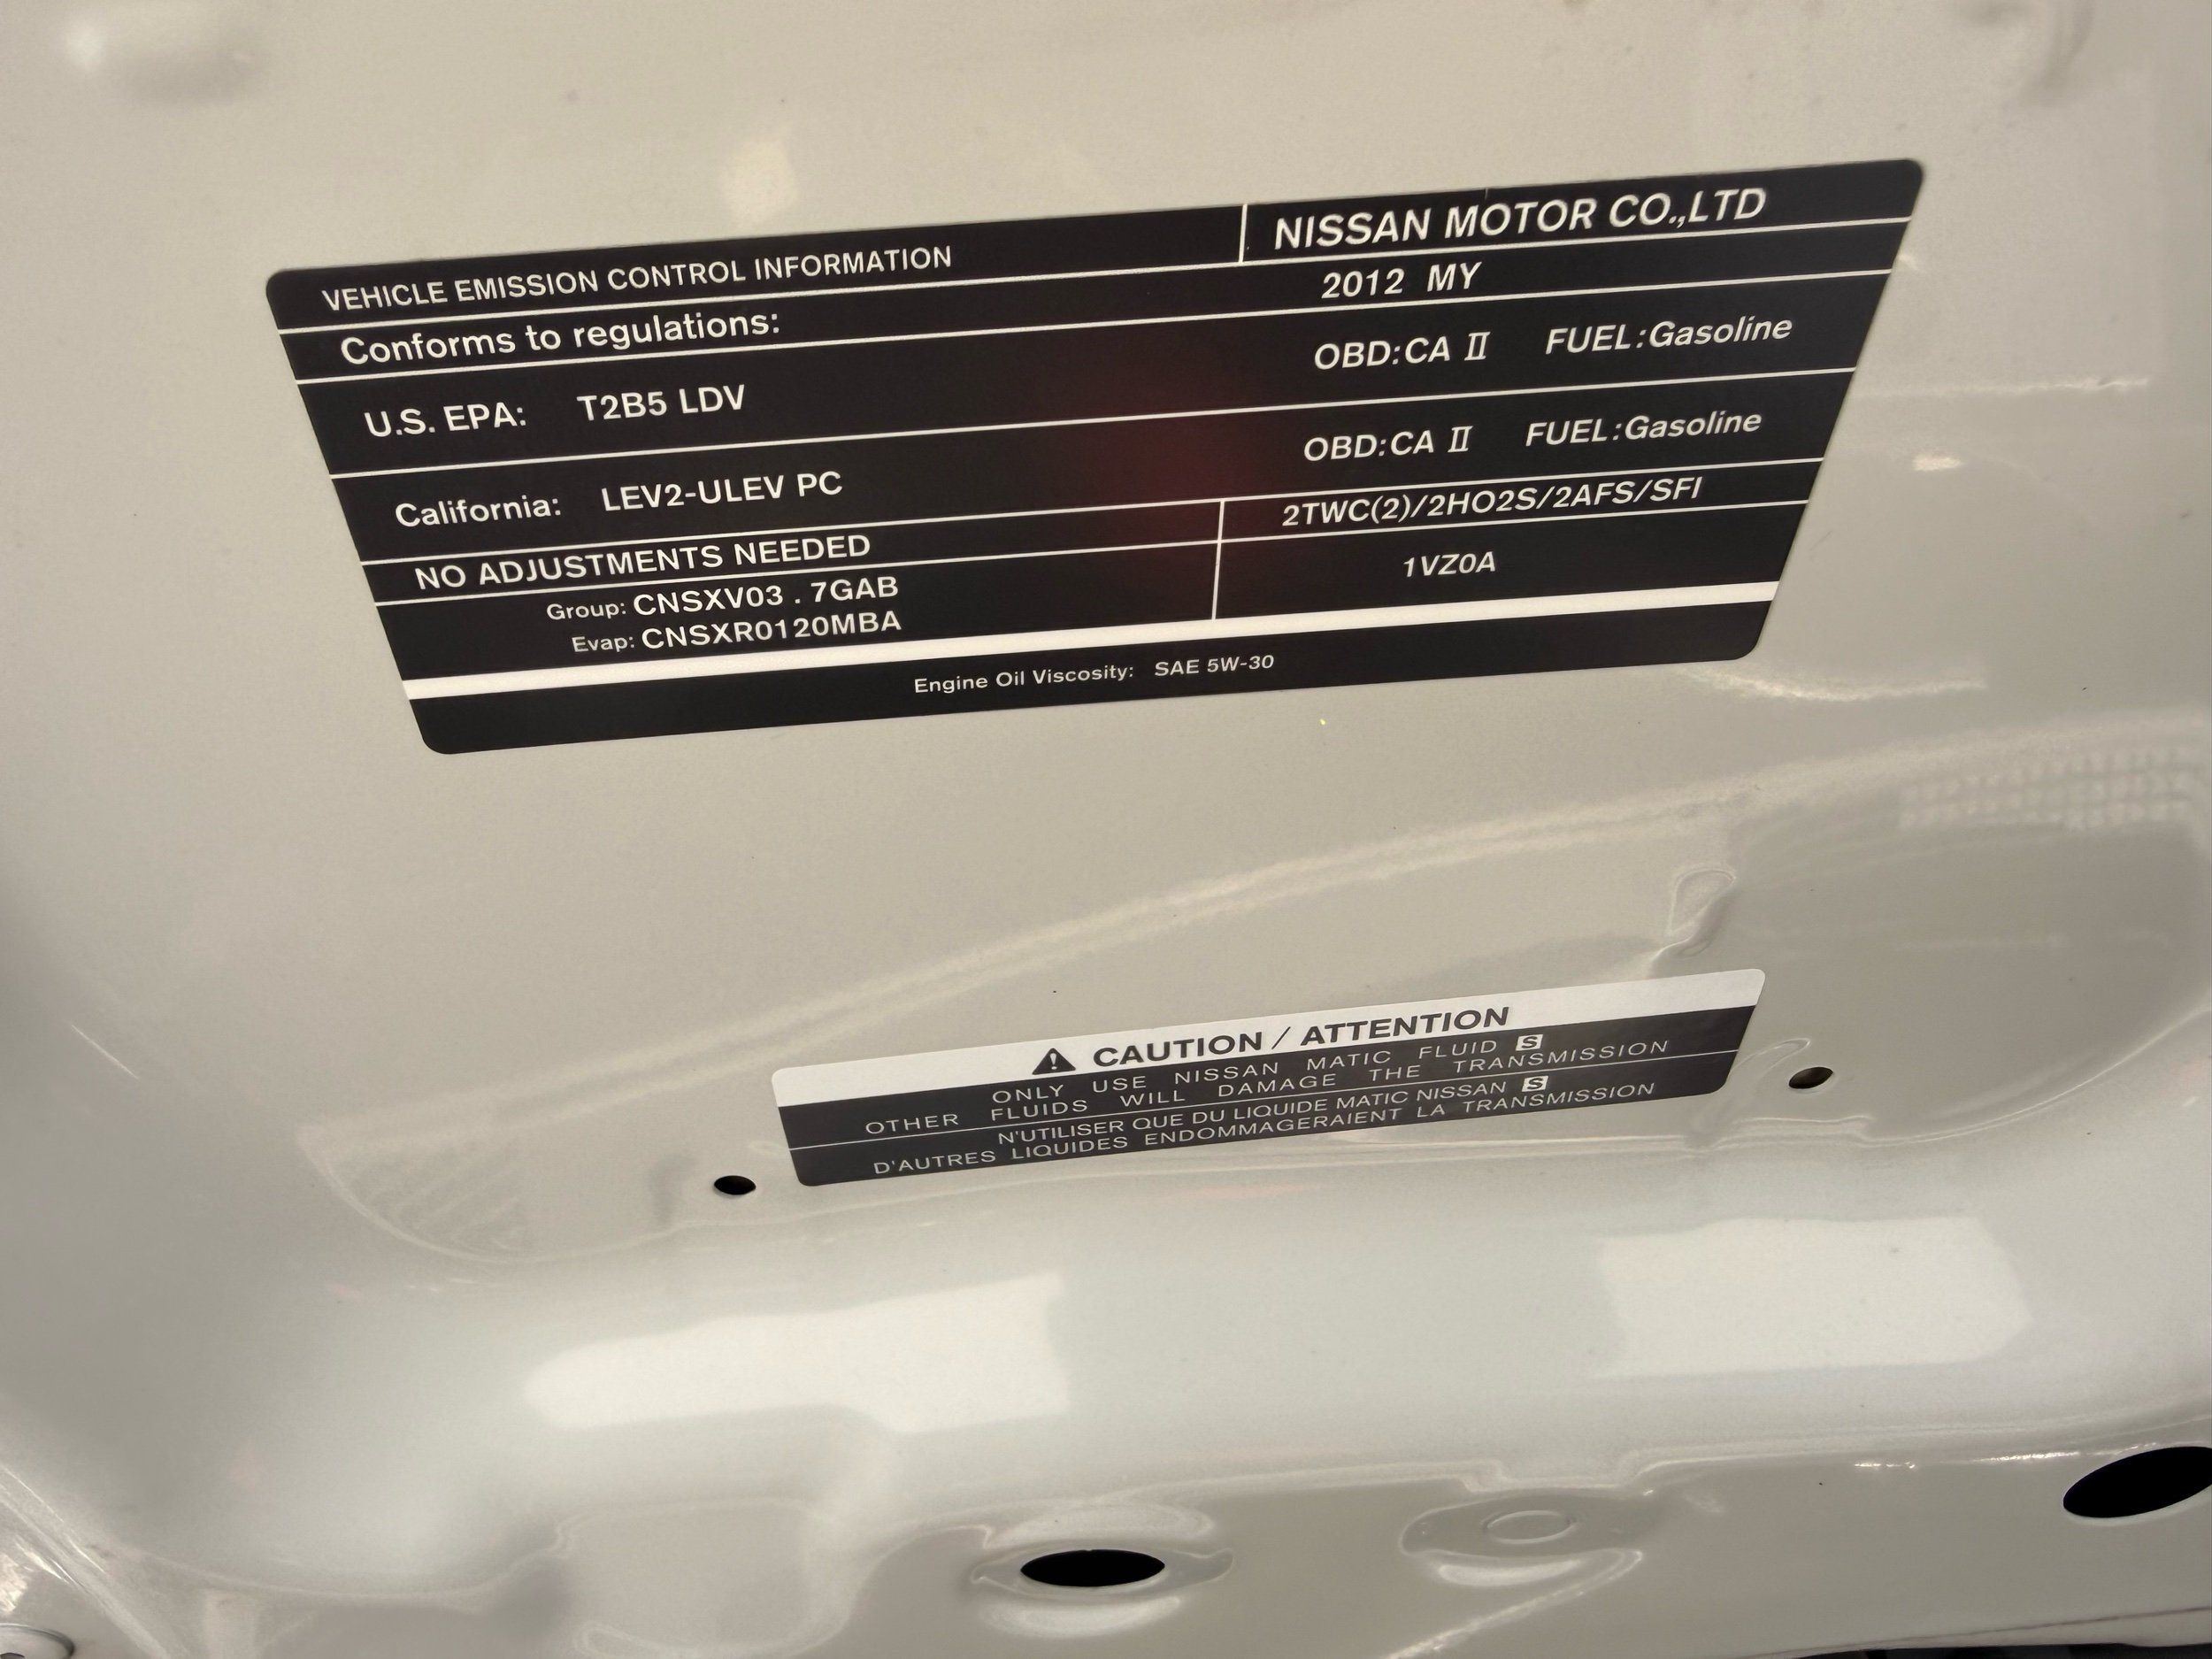 VEHICLE EMISSION CONTROL INFORMATION NISSAN MOTOR CO.,LTD
Conforms to regulations: 2012 MY
U.S. EPA: T2B5 LDV OBD:CA II FUEL:Gasoline
California: LEV2-ULEV PC OBD:CA II FUEL:Gasoline
NO ADJUSTMENTS NEEDED 2TWC(2)/2HO2S/2AFS/SFI
Group: CNSXV03 . 7GAB 1VZ0A
Evap: CNSXR0120MBA
Engine Oil Viscosity: SAE 5W-30
CAUTION / ATTENTION
ONLY USE NISSAN MATIC FLUID S
OTHER FLUIDS WILL DAMAGE THE TRANSMISSION
N'UTILISER QUE DU LIQUIDE MATIC NISSAN S
D'AUTRES LIQUIDES ENDOMMAGERAIENT LA TRANSMISSION